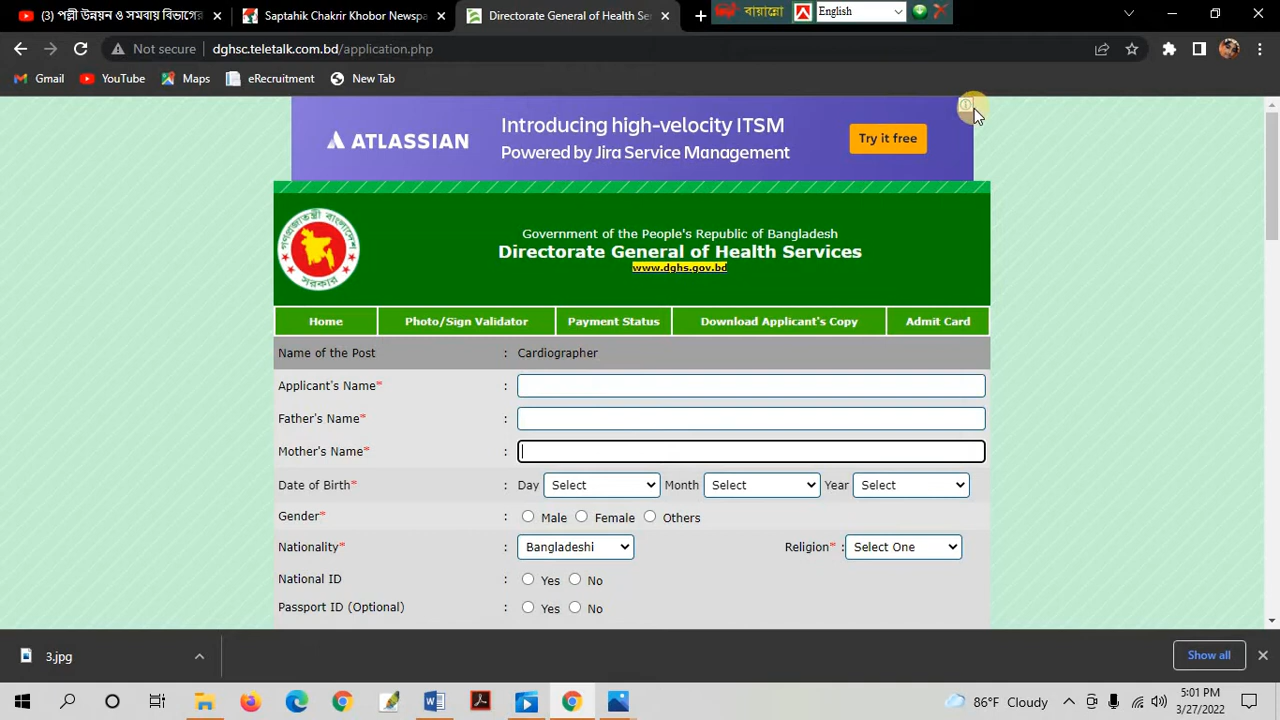 (3) চিঠি ইস্যু হিসাব বিভাগে
Saptahik Chakrir Khobor Newspa
Directorate General of Health Se
বায়ান্নো
English
Not secure
dghsc.teletalk.com.bd/application.php
Gmail YouTube Maps eRecruitment New Tab
ATLASSIAN
Introducing high-velocity ITSM
Powered by Jira Service Management
Try it free
গণপ্রজাতন্ত্রী বাংলাদেশ
সরকার
Government of the People's Republic of Bangladesh
Directorate General of Health Services
www.dghs.gov.bd
Home Photo/Sign Validator Payment Status Download Applicant's Copy Admit Card
Name of the Post : Cardiographer
Applicant's Name* :
Father's Name* :
Mother's Name* :
Date of Birth* : Day Select Month Select Year Select
Gender* : Male Female Others
Nationality* : Bangladeshi Religion* : Select One
National ID : Yes No
Passport ID (Optional) : Yes No
3.jpg
Show all
86°F Cloudy
5:01 PM
3/27/2022